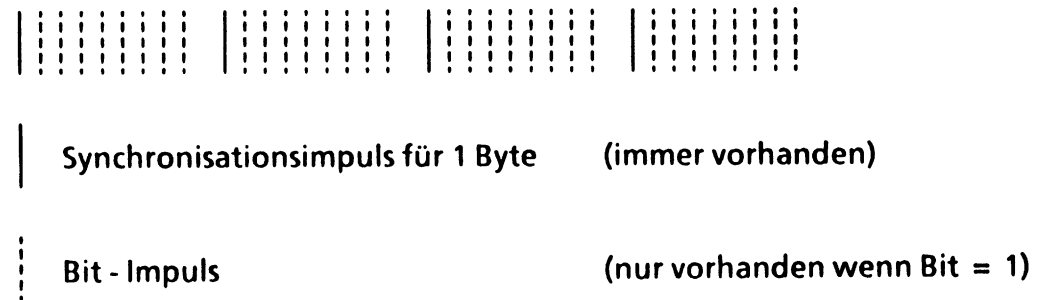 Synchronisationsimpuls für 1 Byte (immer vorhanden)
Bit - Impuls (nur vorhanden wenn Bit = 1)